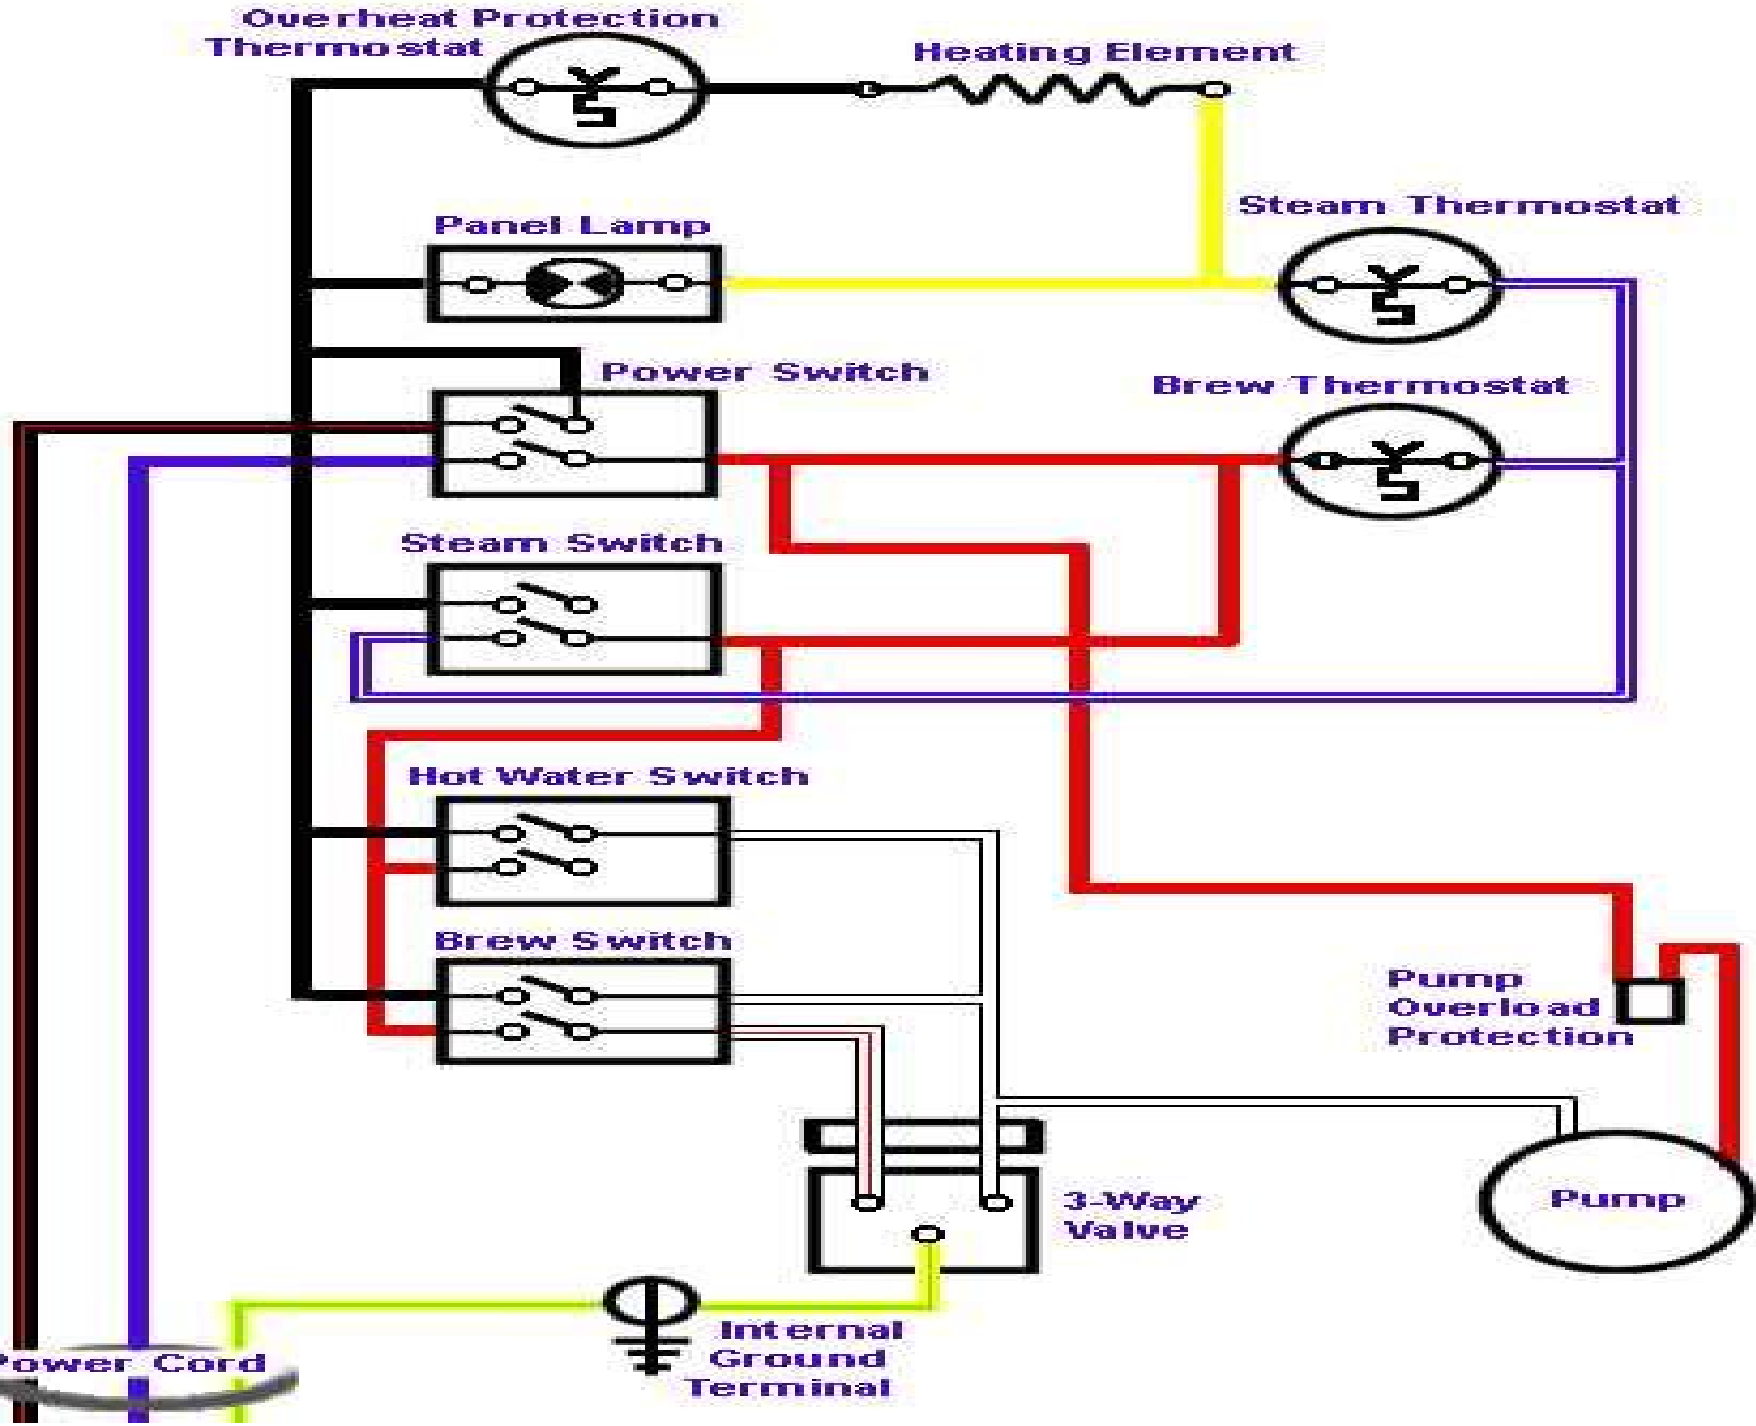 Overheat Protection
Thermostat
Heating Element
Panel Lamp
Steam Thermostat
Power Switch
Brew Thermostat
Steam Switch
Hot Water Switch
Brew Switch
Pump
Overload
Protection
3-Way
Valve
Pump
Internal
Ground
Terminal
Power Cord